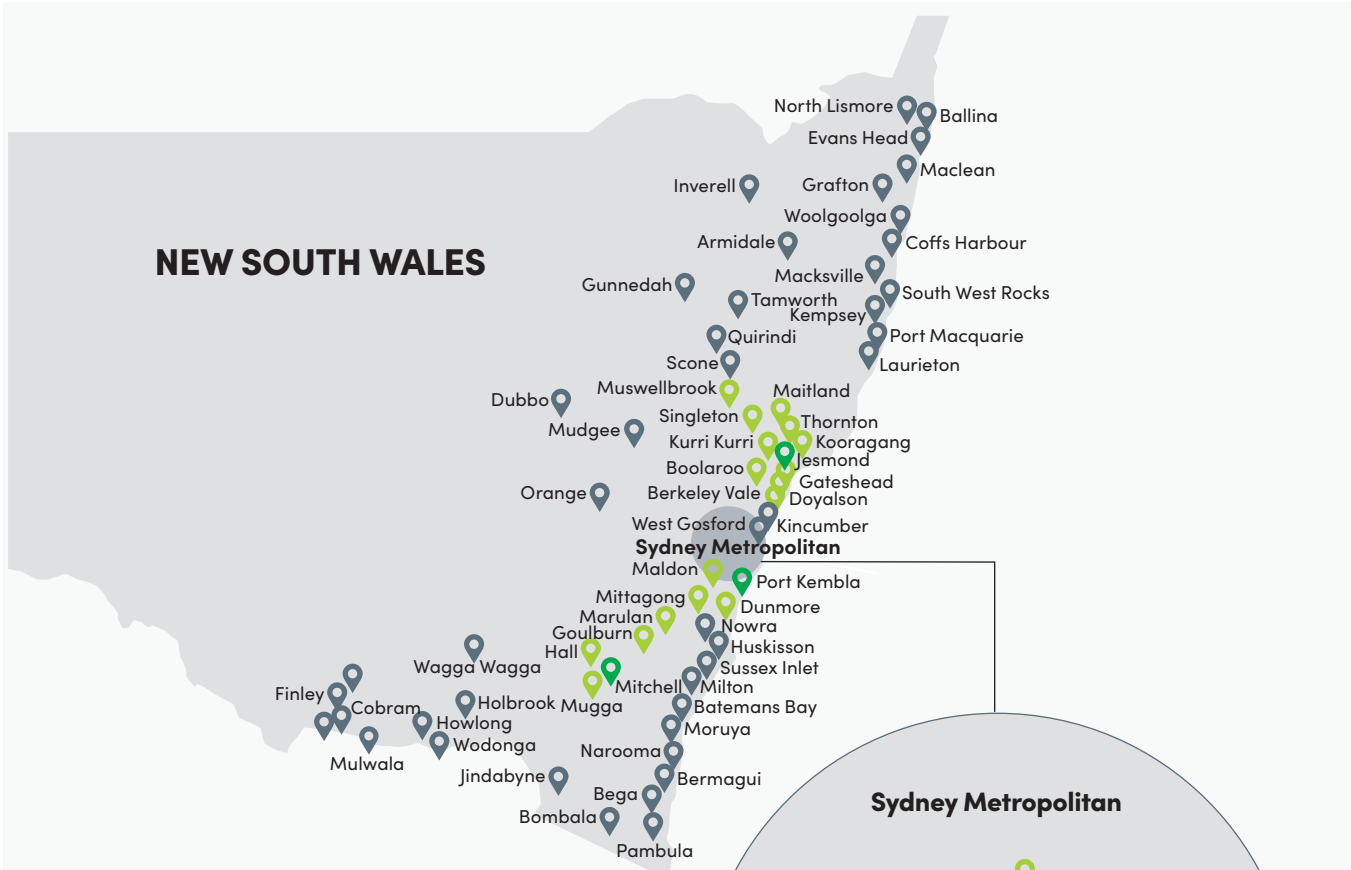 North Lismore
Ballina
Evans Head
Maclean
Inverell
Grafton
Woolgoolga
Armidale
Coffs Harbour
NEW SOUTH WALES
Macksville
Gunnedah
South West Rocks
Tamworth
Kempsey
Quirindi
Port Macquarie
Scone
Laurieton
Muswellbrook
Maitland
Dubbo
Singleton
Thornton
Mudgee
Kurri Kurri
Kooragang
Jesmond
Boolaroo
Gateshead
Orange
Berkeley Vale
Doyalson
West Gosford
Kincumber
Sydney Metropolitan
Maldon
Port Kembla
Mittagong
Dunmore
Marulan
Nowra
Goulburn
Huskisson
Hall
Wagga Wagga
Sussex Inlet
Mitchell
Milton
Finley
Holbrook
Mugga
Cobram
Batemans Bay
Howlong
Moruya
Wodonga
Narooma
Mulwala
Jindabyne
Bermagui
Bega
Sydney Metropolitan
Bombala
Pambula